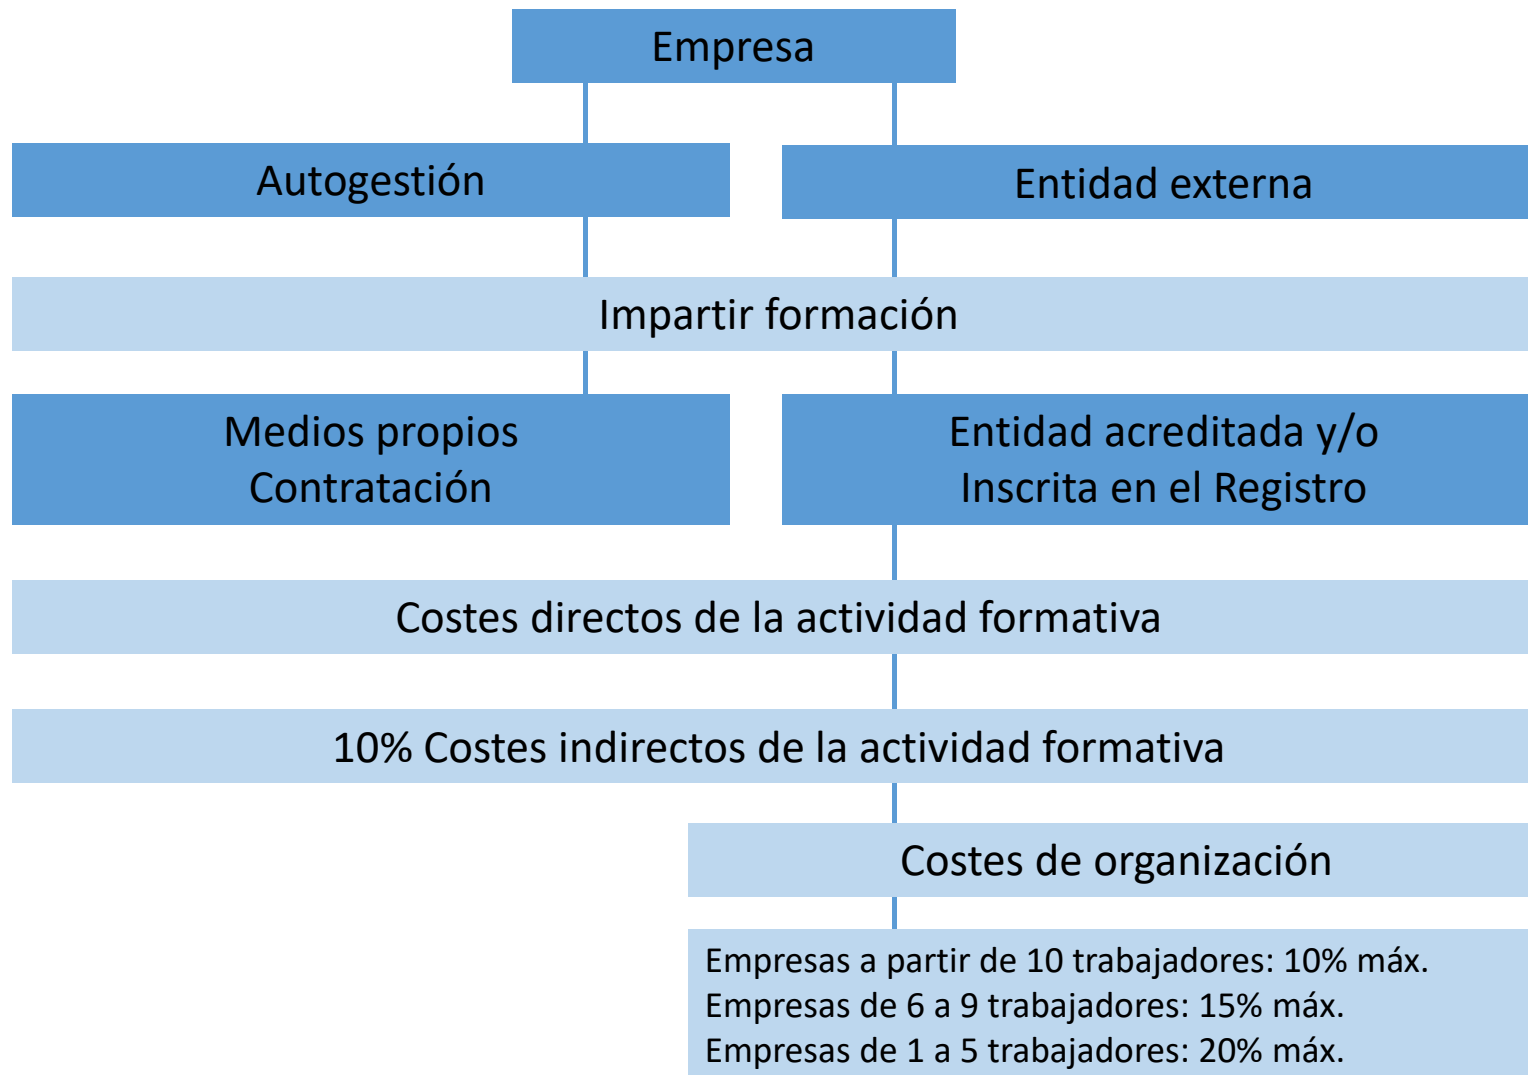 Empresa
Autogestión
Entidad externa
Impartir formación
Medios propios
Contratación
Entidad acreditada y/o
Inscrita en el Registro
Costes directos de la actividad formativa
10% Costes indirectos de la actividad formativa
Costes de organización
Empresas a partir de 10 trabajadores: 10% máx.
Empresas de 6 a 9 trabajadores: 15% máx.
Empresas de 1 a 5 trabajadores: 20% máx.